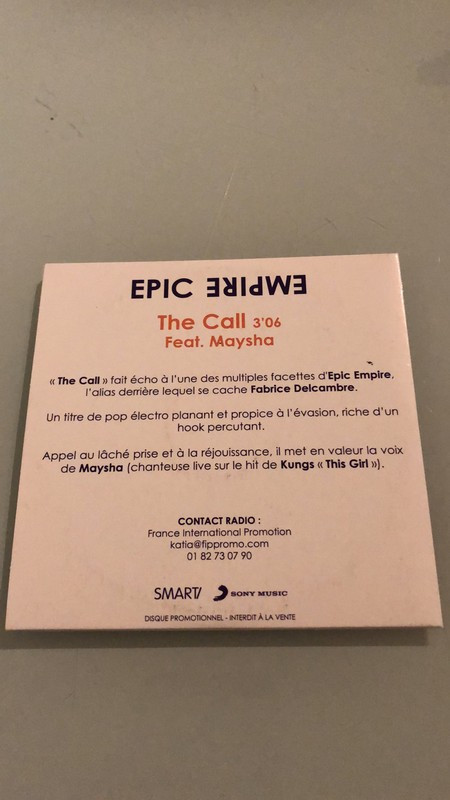 EPIC EMPIRE
The Call 3'06
Feat. Maysha
« The Call » fait écho à l'une des multiples facettes d'Epic Empire,
l'alias derrière lequel se cache Fabrice Delcambre.
Un titre de pop électro planant et propice à l'évasion, riche d'un
hook percutant.
Appel au lâché prise et à la réjouissance, il met en valeur la voix
de Maysha (chanteuse live sur le hit de Kungs « This Girl »).
CONTACT RADIO :
France International Promotion
katia@fippromo.com
01 82 73 07 90
SMART/ SONY MUSIC
DISQUE PROMOTIONNEL - INTERDIT À LA VENTE